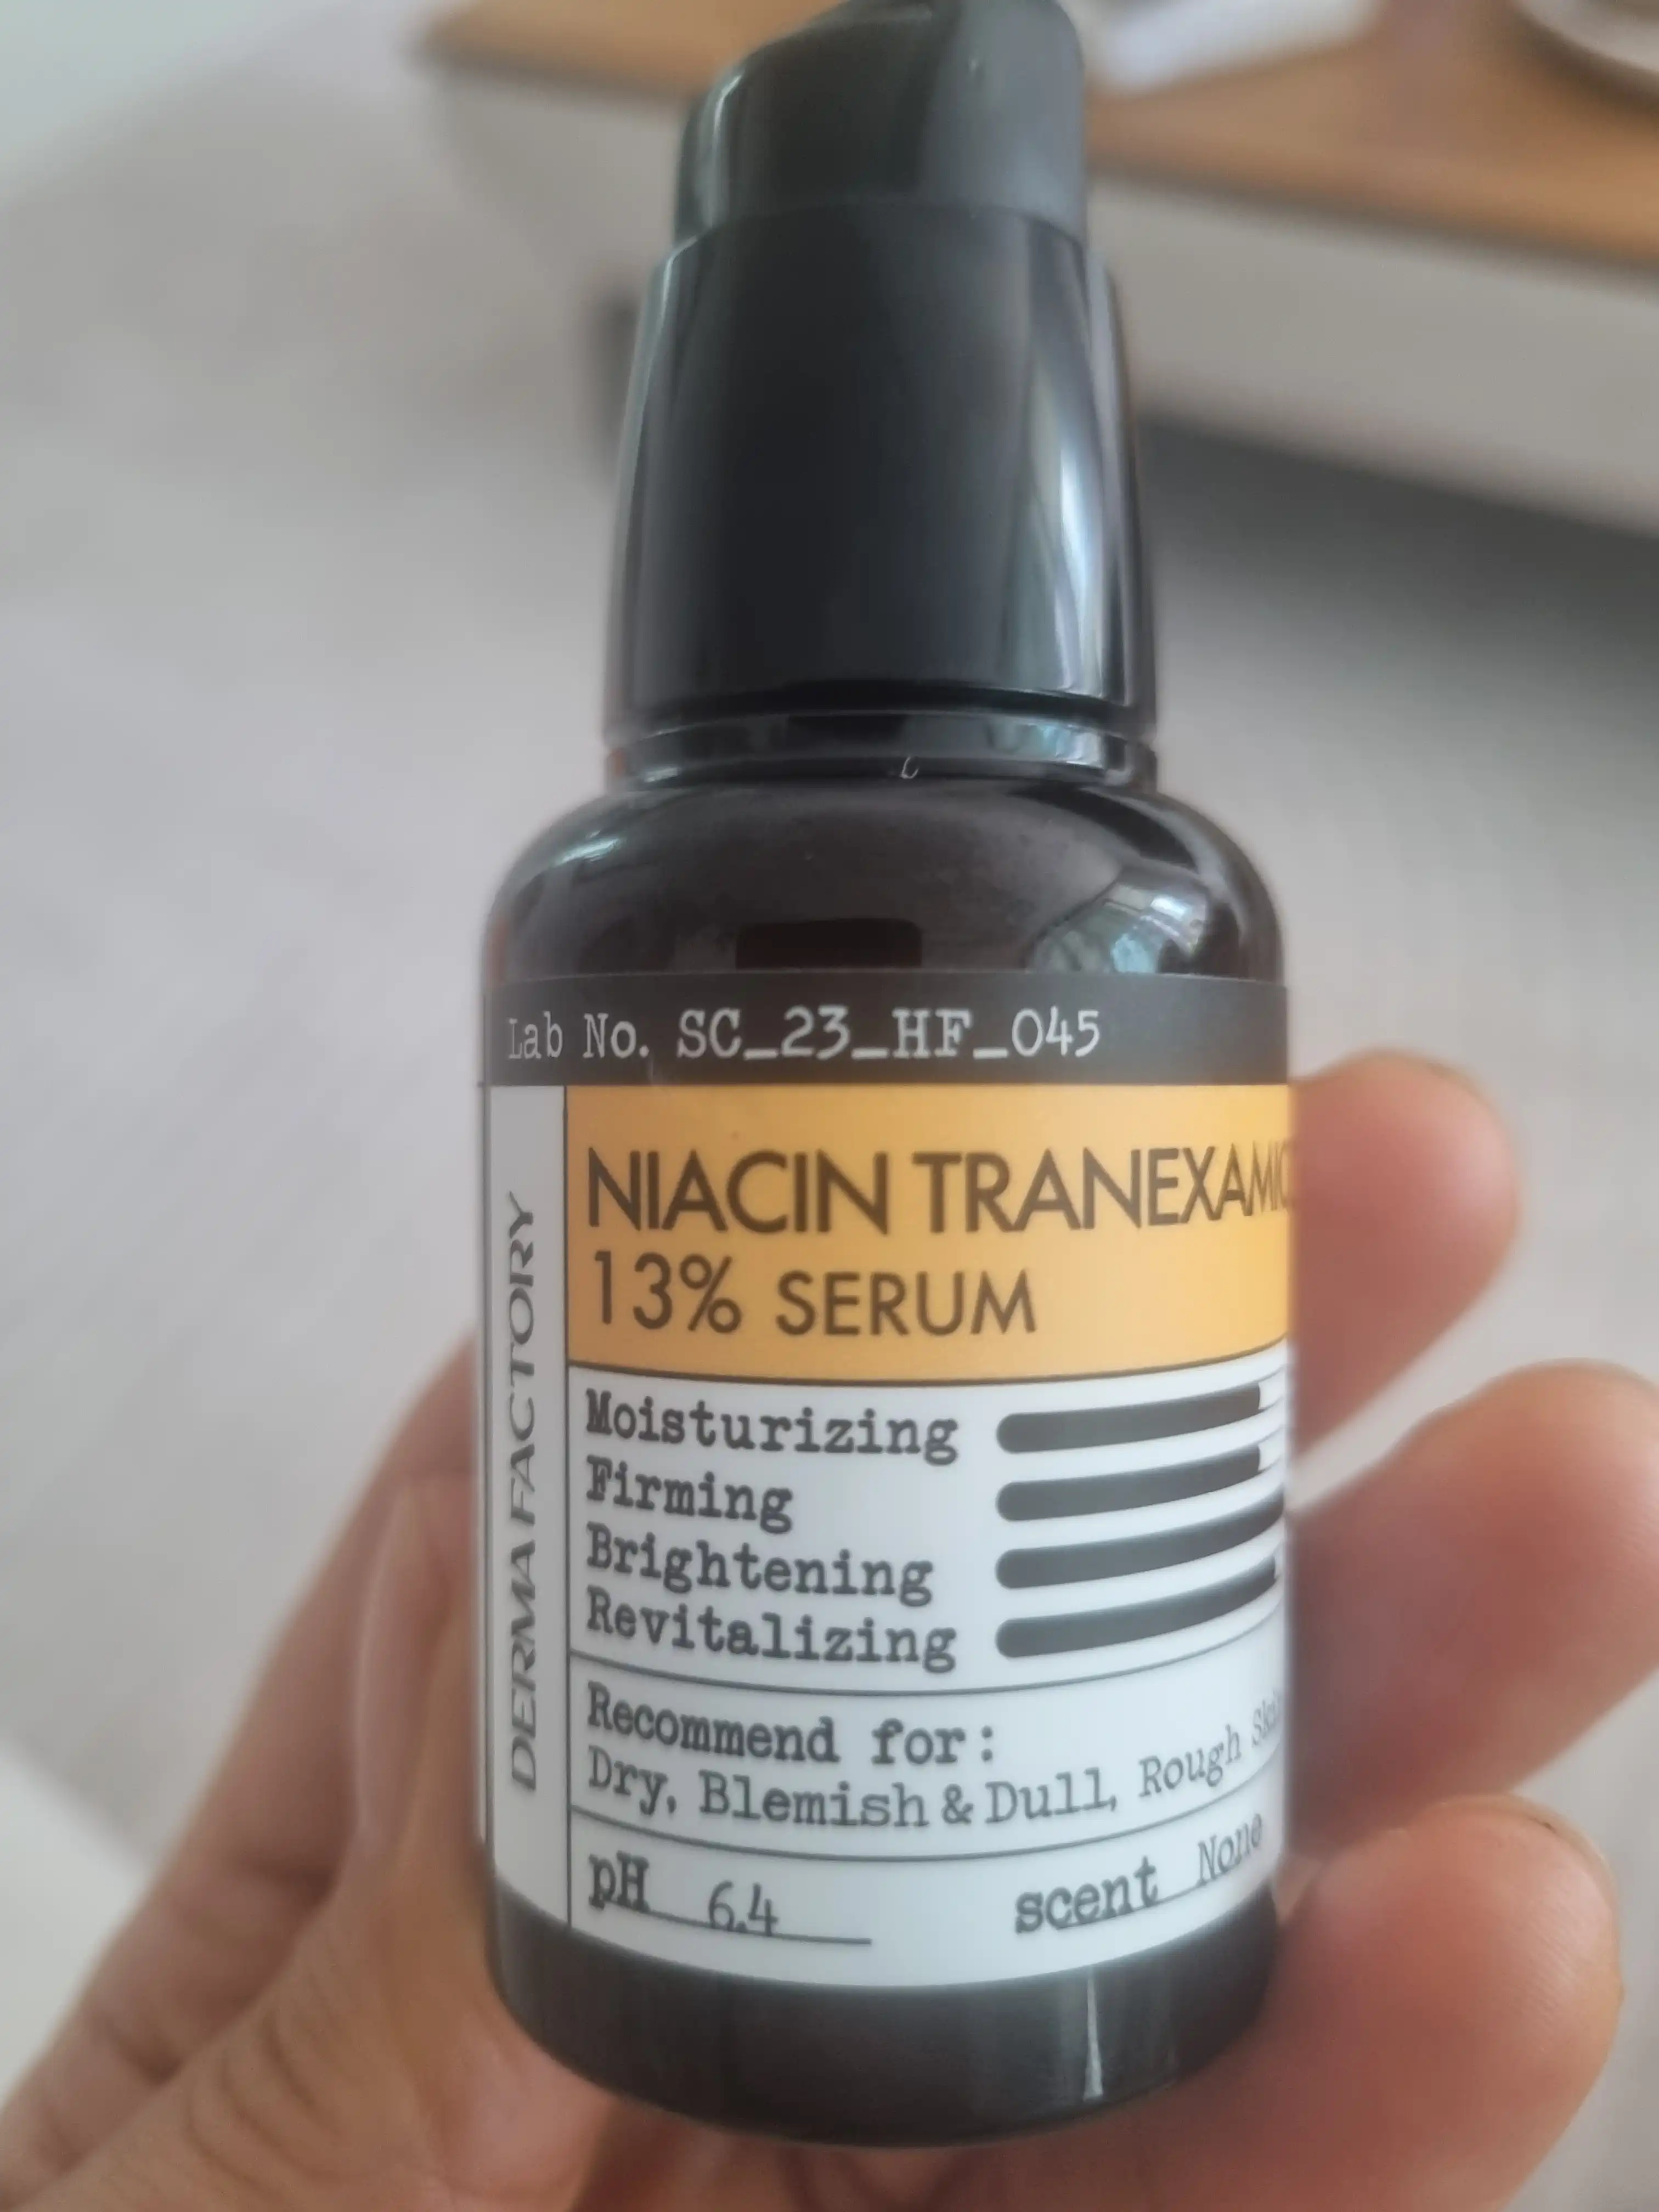 Lab No. SC_23_HF_045
DERMA FACTORY
NIACIN TRANEXAMIC
13% SERUM
Moisturizing
Firming
Brightening
Revitalizing
Recommend for:
Dry, Blemish & Dull, Rough Skin
pH 6.4 scent None